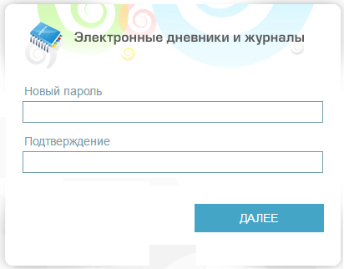 Электронные дневники и журналы
Новый пароль
Подтверждение
ДАЛЕЕ